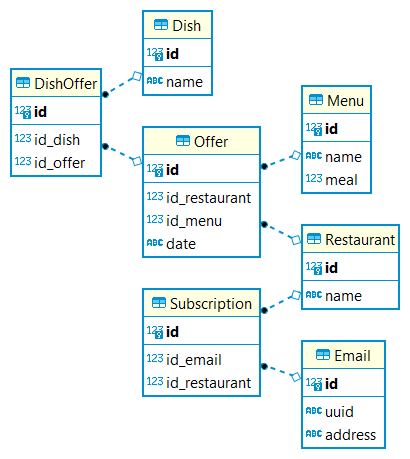 Dish
123 id
ABC name
DishOffer
123 id
123 id_dish
123 id_offer
Offer
123 id
123 id_restaurant
123 id_menu
ABC date
Menu
123 id
ABC name
123 meal
Restaurant
123 id
ABC name
Subscription
123 id
123 id_email
123 id_restaurant
Email
123 id
ABC uuid
ABC address